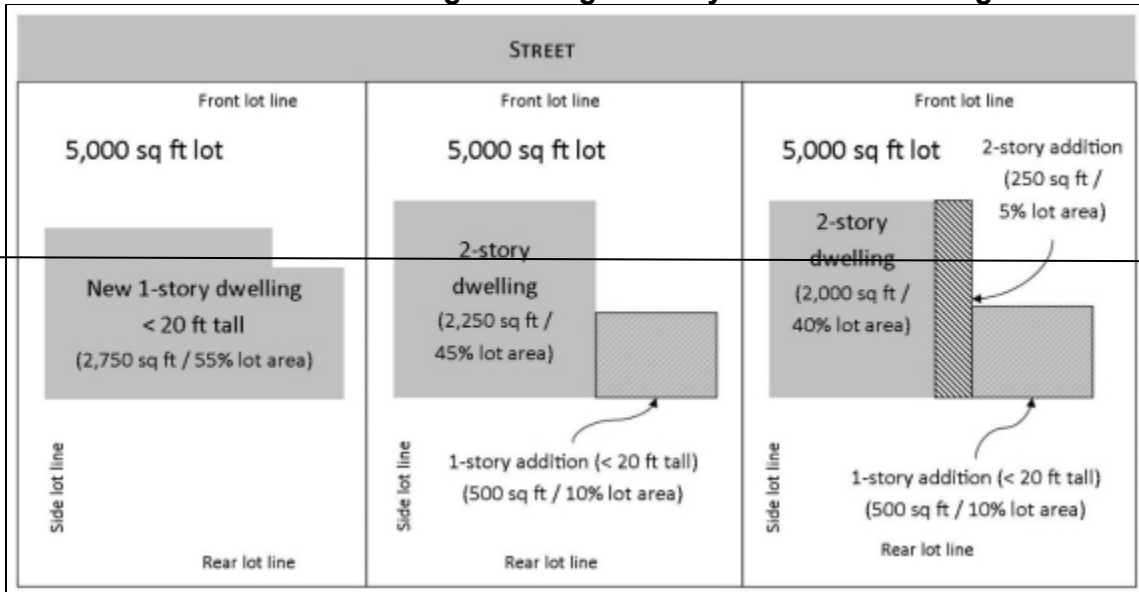 STREET
Front lot line
5,000 sq ft lot
New 1-story dwelling
< 20 ft tall
(2,750 sq ft / 55% lot area)
Side lot line
Rear lot line
Front lot line
5,000 sq ft lot
2-story
dwelling
(2,250 sq ft /
45% lot area)
1-story addition (< 20 ft tall)
(500 sq ft / 10% lot area)
Side lot line
Rear lot line
Front lot line
5,000 sq ft lot
2-story addition
(250 sq ft /
5% lot area)
2-story
dwelling
(2,000 sq ft /
40% lot area)
1-story addition (< 20 ft tall)
(500 sq ft / 10% lot area)
Side lot line
Rear lot line